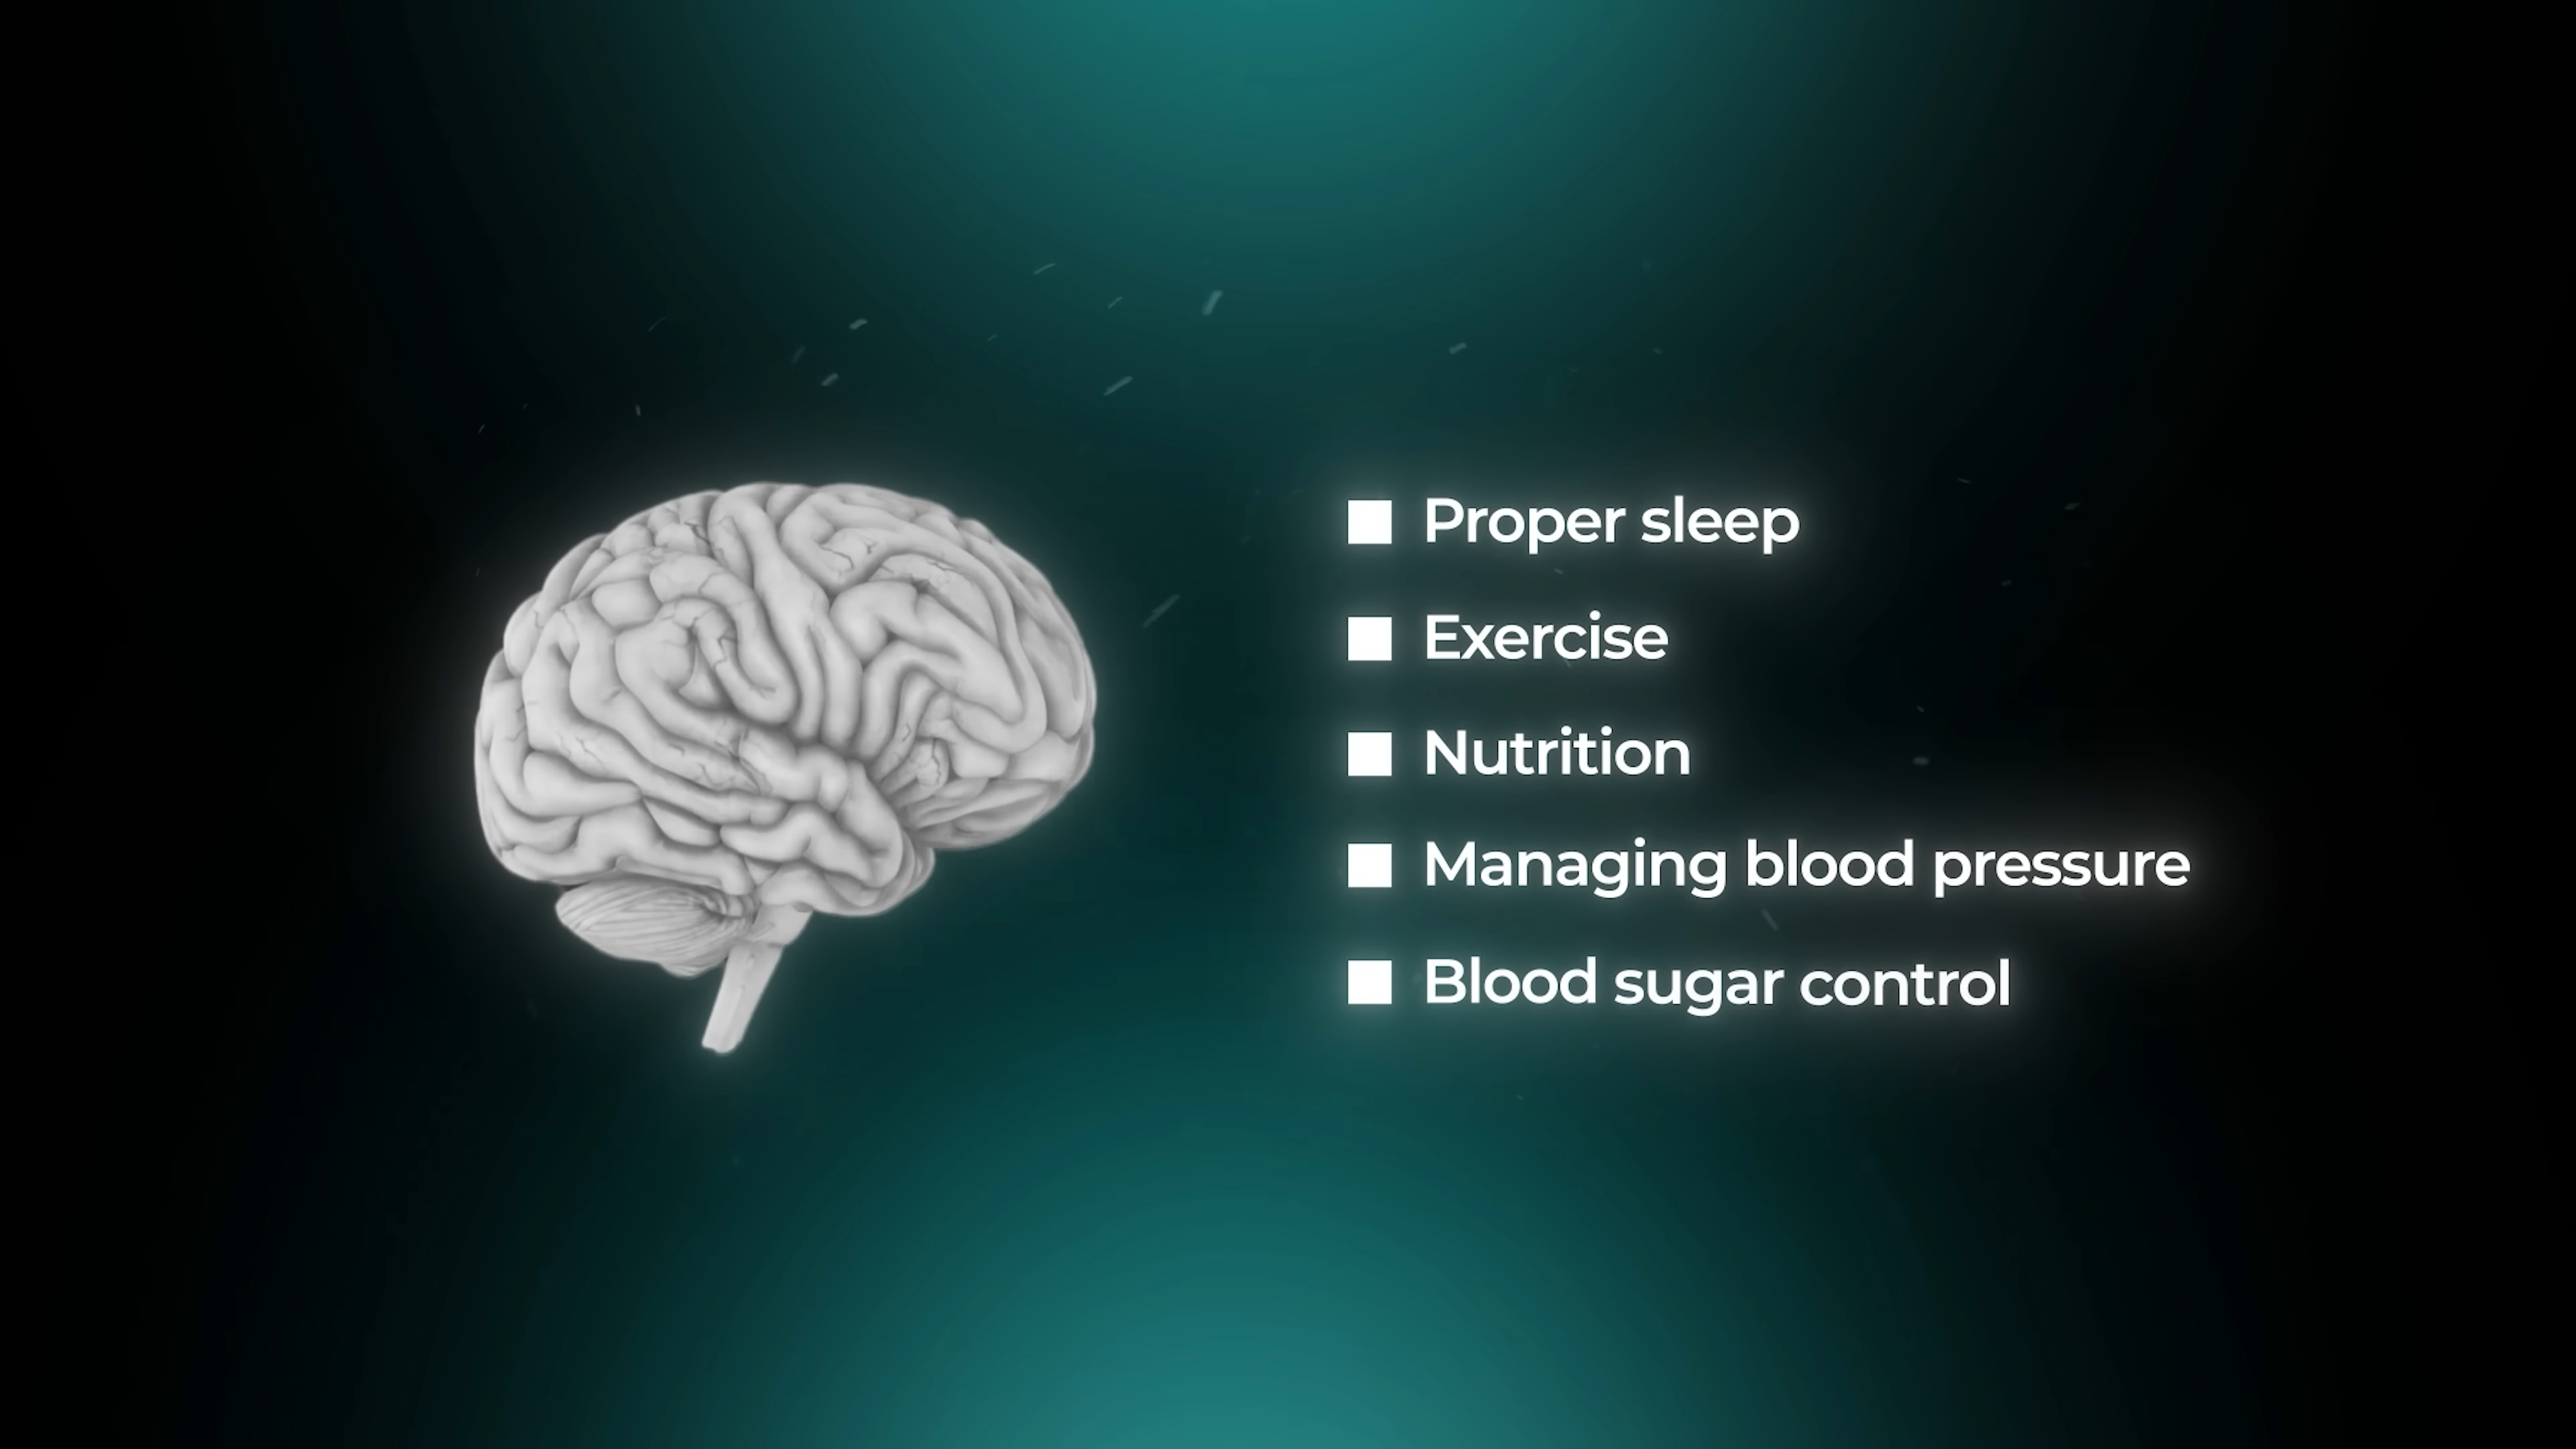 Proper sleep
Exercise
Nutrition
Managing blood pressure
Blood sugar control